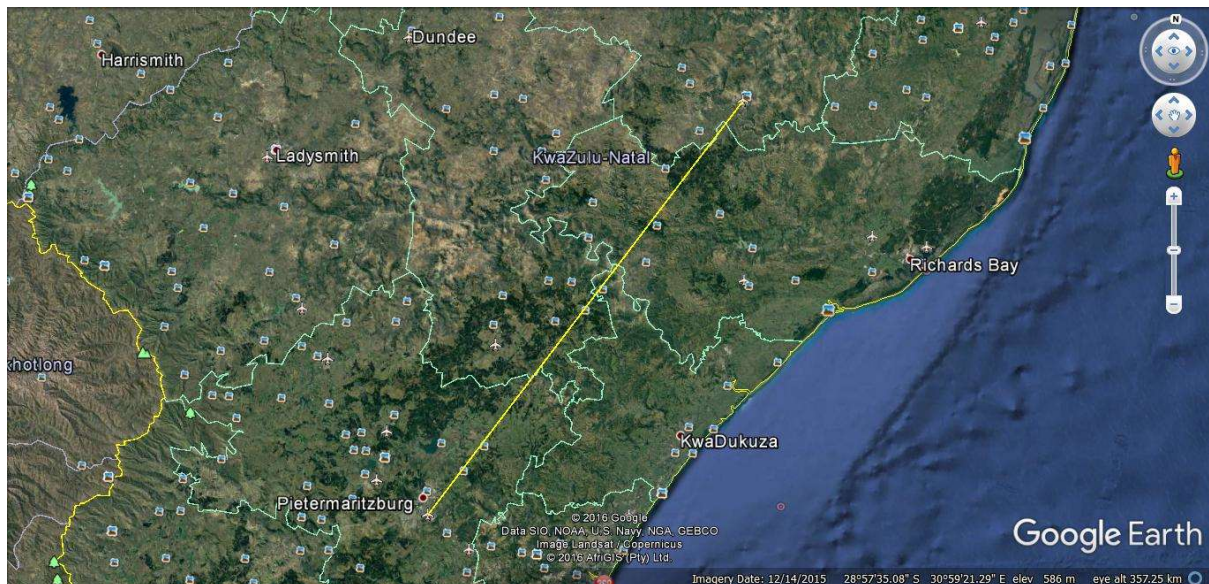 Dundee
Harrismith
Ladysmith
KwaZulu-Natal
Richards Bay
khotlong
KwaDukuza
Pietermaritzburg
© 2016 Google
Data SIO, NOAA, U.S. Navy, NGA, GEBCO
Image Landsat / Copernicus
© 2016 AfriGIS (Pty) Ltd.
Google Earth
Imagery Date: 12/14/2015 28°57'35.08" S 30°59'21.29" E elev 586 m eye alt 357.25 km
N